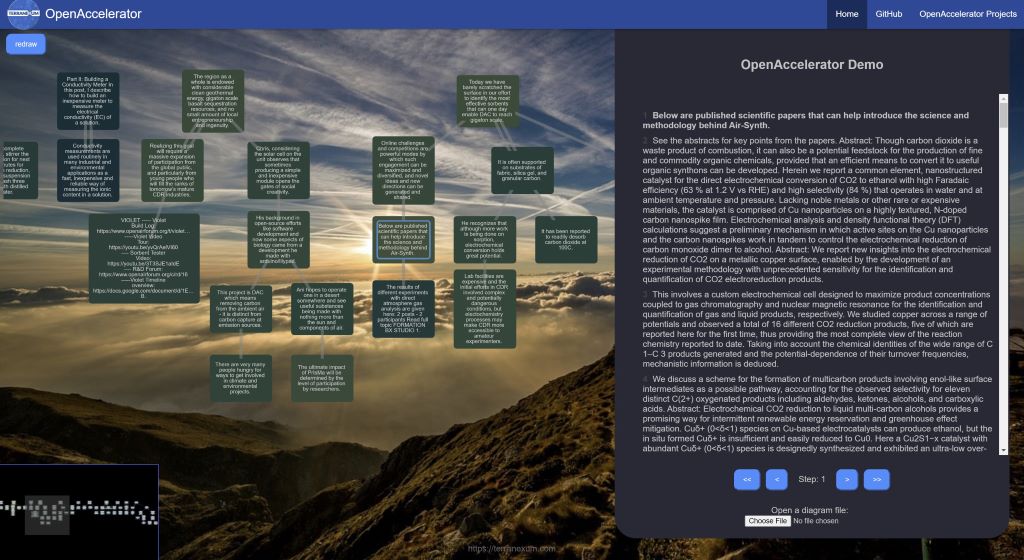 TERRANEXUM
OpenAccelerator
Home
GitHub
OpenAccelerator Projects
redraw
Part II: Building a
Conductivity Meter In
this post, I describe
how to build an
inexpensive meter to
measure the
electrical
conductivity (EC) of
a solution.
The region as a
whole is endowed
with considerable
clean geothermal
energy, gigaton scale
basalt sequestration
resources, and no
small amount of local
entrepreneurship
and ingenuity.
Today we have
barely scratched the
surface in our effort
to identify the most
effective sorbents
that can one day
enable DAC to reach
gigaton scale.
Conductivity
measurements are
used routinely in
many industrial and
environmental
applications as a
fast, inexpensive and
reliable way of
measuring the ionic
content in a solution.
Realizing this goal
will require a
massive expansion
of participation from
the global public,
and particularly from
young people who
will fill the ranks of
tomorrow's mature
CDR industries.
Chris, considering
the solar cell on the
unit observes that
sometimes
producing a simple
and inexpensive
module opens the
gates of social
creativity.
Online challenges
and competitions are
powerful modes by
which such
engagement can be
maximized and
diversified, and novel
ideas and new
directions can be
generated and
shared.
It is often supported
on substrates of
fabric, silica gel, and
granular carbon.
VIOLET ----- Violet
Build Log:
Tour:
---- Sorbent Tester
Video:
---- R&D Forum:
-----Violet Timeline
overview:
His background in
open-source efforts
like software
development and
now some aspects of
biology came from a
development he
made with
Below are published
scientific papers that
can help introduce
the science and
methodology behind
Air-Synth.
He recognizes that
although more work
is being done on
sorption,
electrochemical
conversion holds
great potential.
It has been reported
to readily desorb
carbon dioxide at
100C.
This project is DAC
which means
removing carbon
from the ambient air
- it is distinct from
carbon capture at
emission sources.
Ani hopes to operate
one in a desert
somewhere and see
useful substances
being made with
nothing more than
the sun and
components of air.
The results of
different experiments
with direct
atmosphere gas
analysis are given
here: 2 posts - 2
participants Read full
topic FORMATION
BX STUDIO 1.
Lab facilities are
expensive and the
initial efforts in CDR
involved complex
and potentially
dangerous
conditions, but
electrochemistry
processes may
make CDR more
accessible to
amateur
experimenters.
There are very many
people hungry for
ways to get involved
in climate and
environmental
projects.
The ultimate impact
of PrisMa will be
determined by the
level of participation
by researchers.
https://terranexum.com
OpenAccelerator Demo
1 Below are published scientific papers that can help introduce the science and
methodology behind Air-Synth.
2 See the abstracts for key points from the papers. Abstract: Though carbon dioxide is a
waste product of combustion, it can also be a potential feedstock for the production of fine
and commodity organic chemicals, provided that an efficient means to convert it to useful
organic synthons can be developed. Herein we report a common element, nanostructured
catalyst for the direct electrochemical conversion of CO2 to ethanol with high Faradaic
efficiency (63 % at 1.2 V vs RHE) and high selectivity (84 %) that operates in water and at
ambient temperature and pressure. Lacking noble metals or other rare or expensive
materials, the catalyst is comprised of Cu nanoparticles on a highly textured, N-doped
carbon nanospike film. Electrochemical analysis and density functional theory (DFT)
calculations suggest a preliminary mechanism in which active sites on the Cu nanoparticles
and the carbon nanospikes work in tandem to control the electrochemical reduction of
carbon monoxide dimer to alcohol. Abstract: We report new insights into the electrochemical
reduction of CO2 on a metallic copper surface, enabled by the development of an
experimental methodology with unprecedented sensitivity for the identification and
quantification of CO2 electroreduction products.
3 This involves a custom electrochemical cell designed to maximize product concentrations
coupled to gas chromatography and nuclear magnetic resonance for the identification and
quantification of gas and liquid products, respectively. We studied copper across a range of
potentials and observed a total of 16 different CO2 reduction products, five of which are
reported here for the first time, thus providing the most complete view of the reaction
chemistry reported to date. Taking into account the chemical identities of the wide range of C
1–C 3 products generated and the potential-dependence of their turnover frequencies,
mechanistic information is deduced.
4 We discuss a scheme for the formation of multicarbon products involving enol-like surface
intermediates as a possible pathway, accounting for the observed selectivity for eleven
distinct C(2+) oxygenated products including aldehydes, ketones, alcohols, and carboxylic
acids. Abstract: Electrochemical CO2 reduction to liquid multi-carbon alcohols provides a
promising way for intermittent renewable energy reservation and greenhouse effect
mitigation. Cuδ+ (0<δ<1) species on Cu-based electrocatalysts can produce ethanol, but the
in situ formed Cuδ+ is insufficient and easily reduced to Cu0. Here a Cu2S1−x catalyst with
abundant Cuδ+ (0<δ<1) species is designedly synthesized and exhibited an ultra-low over-
<<
<
Step: 1
>
>>
Open a diagram file:
Choose File No file chosen